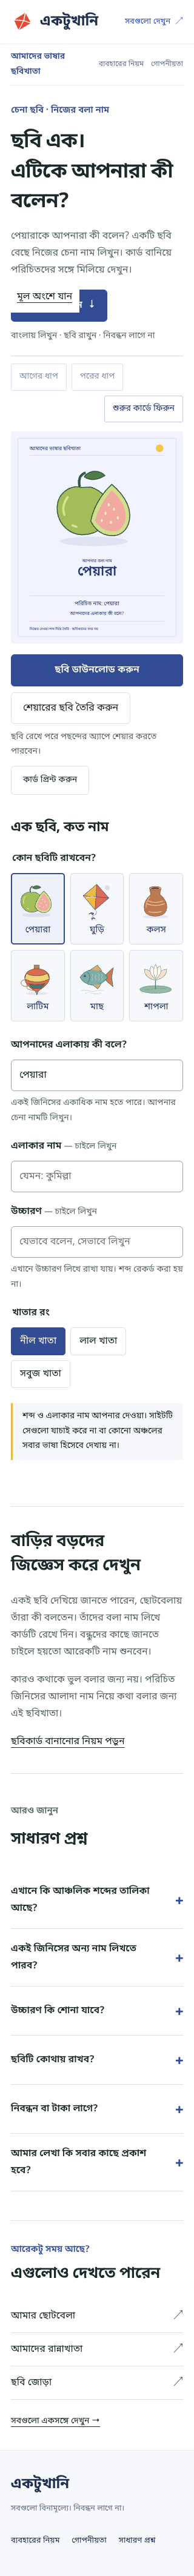 একটুখানি
সবগুলো দেখুন ↗
আমাদের ভাষার
ছবিখাতা
ব্যবহারের নিয়ম গোপনীয়তা
চেনা ছবি · নিজের বলা নাম
ছবি এক।
এটিকে আপনারা কী
বলেন?
পেয়ারাকে আপনারা কী বলেন? একটি ছবি
বেছে নিজের চেনা নাম লিখুন। কার্ড বানিয়ে
পরিচিতদের সঙ্গে মিলিয়ে দেখুন।
মূল অংশে যান
↓
বাংলায় লিখুন · ছবি রাখুন · নিবন্ধন লাগে না
আগের ধাপ
পরের ধাপ
শুরুর কার্ডে ফিরুন
আমাদের ভাষার ছবিখাতা
আপনার বলা নাম
পেয়ারা
পরিচিত নাম: পেয়ারা
আপনাদের এলাকায় কী বলে?
ছবি ডাউনলোড করুন
শেয়ারের ছবি তৈরি করুন
ছবি রেখে পরে পছন্দের অ্যাপে শেয়ার করতে
পারবেন।
কার্ড প্রিন্ট করুন
এক ছবি, কত নাম
কোন ছবিটি রাখবেন?
পেয়ারা
ঘুড়ি
কলস
লাটিম
মাছ
শাপলা
আপনাদের এলাকায় কী বলে?
পেয়ারা
একই জিনিসের একাধিক নাম হতে পারে। আপনার
চেনা নামটি লিখুন।
এলাকার নাম — চাইলে লিখুন
যেমন: কুমিল্লা
উচ্চারণ — চাইলে লিখুন
যেভাবে বলেন, সেভাবে লিখুন
এখানে উচ্চারণ লিখে রাখা যায়। শব্দ রেকর্ড করা হয়
না।
খাতার রং
নীল খাতা
লাল খাতা
সবুজ খাতা
শব্দ ও এলাকার নাম আপনার দেওয়া। সাইটটি
সেগুলো যাচাই করে না বা কোনো অঞ্চলের
সবার ভাষা হিসেবে দেখায় না।
বাড়ির বড়দের
জিজ্ঞেস করে দেখুন
একই ছবি দেখিয়ে জানতে পারেন, ছোটবেলায়
তাঁরা কী বলতেন। তাঁদের বলা নাম লিখে
কার্ডটি রেখে দিন। বন্ধুদের কাছে জানতে
চাইলে হয়তো আরেকটি নাম শুনবেন।
কারও কথাকে ভুল বলার জন্য নয়। পরিচিত
জিনিসের আলাদা নাম নিয়ে কথা বলার জন্য
এই ছবিখাতা।
ছবিকার্ড বানানোর নিয়ম পড়ুন
আরও জানুন
সাধারণ প্রশ্ন
এখানে কি আঞ্চলিক শব্দের তালিকা
আছে?
+
একই জিনিসের অন্য নাম লিখতে
পারব?
+
উচ্চারণ কি শোনা যাবে?
+
ছবিটি কোথায় রাখব?
+
নিবন্ধন বা টাকা লাগে?
+
আমার লেখা কি সবার কাছে প্রকাশ
হবে?
+
আরেকটু সময় আছে?
এগুলোও দেখতে পারেন
আমার ছোটবেলা ↗
আমাদের রান্নাখাতা ↗
ছবি জোড়া ↗
সবগুলো একসঙ্গে দেখুন →
একটুখানি
সবগুলো বিনামূল্যে। নিবন্ধন লাগে না।
ব্যবহারের নিয়ম গোপনীয়তা সাধারণ প্রশ্ন